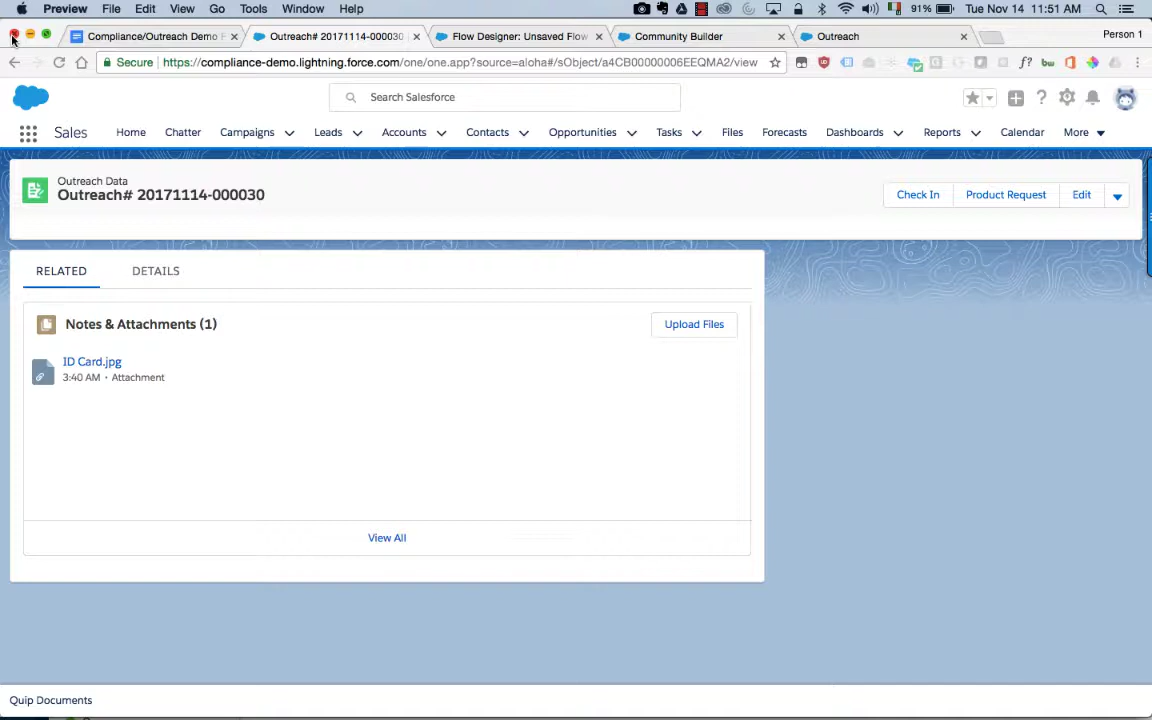 Preview File Edit View Go Tools Window Help 91% Tue Nov 14 11:51 AM
Compliance/Outreach Demo F Outreach# 20171114-000030 Flow Designer: Unsaved Flow Community Builder Outreach Person 1
Secure https://compliance-demo.lightning.force.com/one/one.app?source=aloha#/sObject/a4CB00000006EEQMA2/view
Search Salesforce
Sales Home Chatter Campaigns Leads Accounts Contacts Opportunities Tasks Files Forecasts Dashboards Reports Calendar More
Outreach Data
Outreach# 20171114-000030
Check In Product Request Edit
RELATED DETAILS
Notes & Attachments (1) Upload Files
ID Card.jpg
3:40 AM • Attachment
View All
Quip Documents